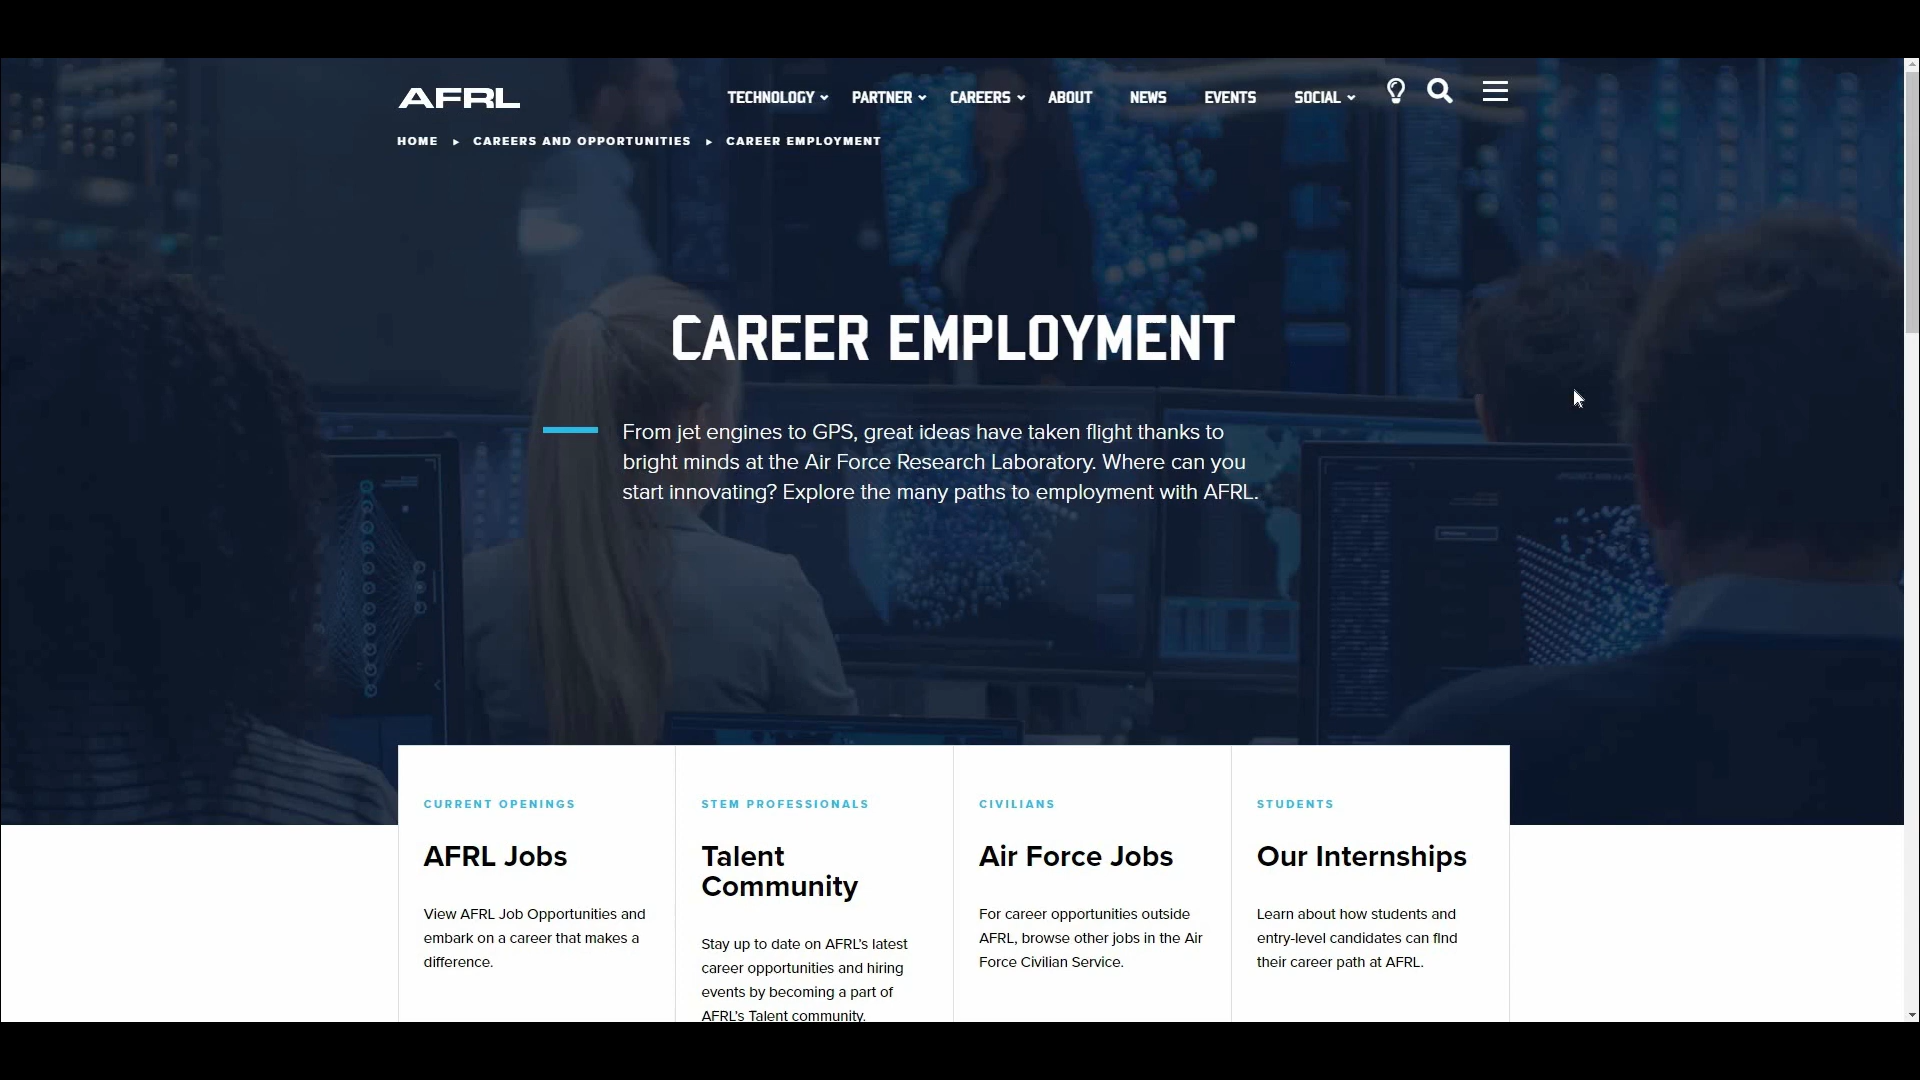 AFRL
TECHNOLOGY PARTNER CAREERS ABOUT NEWS EVENTS SOCIAL
HOME ▸ CAREERS AND OPPORTUNITIES ▸ CAREER EMPLOYMENT
CAREER EMPLOYMENT
From jet engines to GPS, great ideas have taken flight thanks to
bright minds at the Air Force Research Laboratory. Where can you
start innovating? Explore the many paths to employment with AFRL.
CURRENT OPENINGS
AFRL Jobs
View AFRL Job Opportunities and
embark on a career that makes a
difference.
STEM PROFESSIONALS
Talent
Community
Stay up to date on AFRL's latest
career opportunities and hiring
events by becoming a part of
AFRL's Talent community.
CIVILIANS
Air Force Jobs
For career opportunities outside
AFRL, browse other jobs in the Air
Force Civilian Service.
STUDENTS
Our Internships
Learn about how students and
entry-level candidates can find
their career path at AFRL.